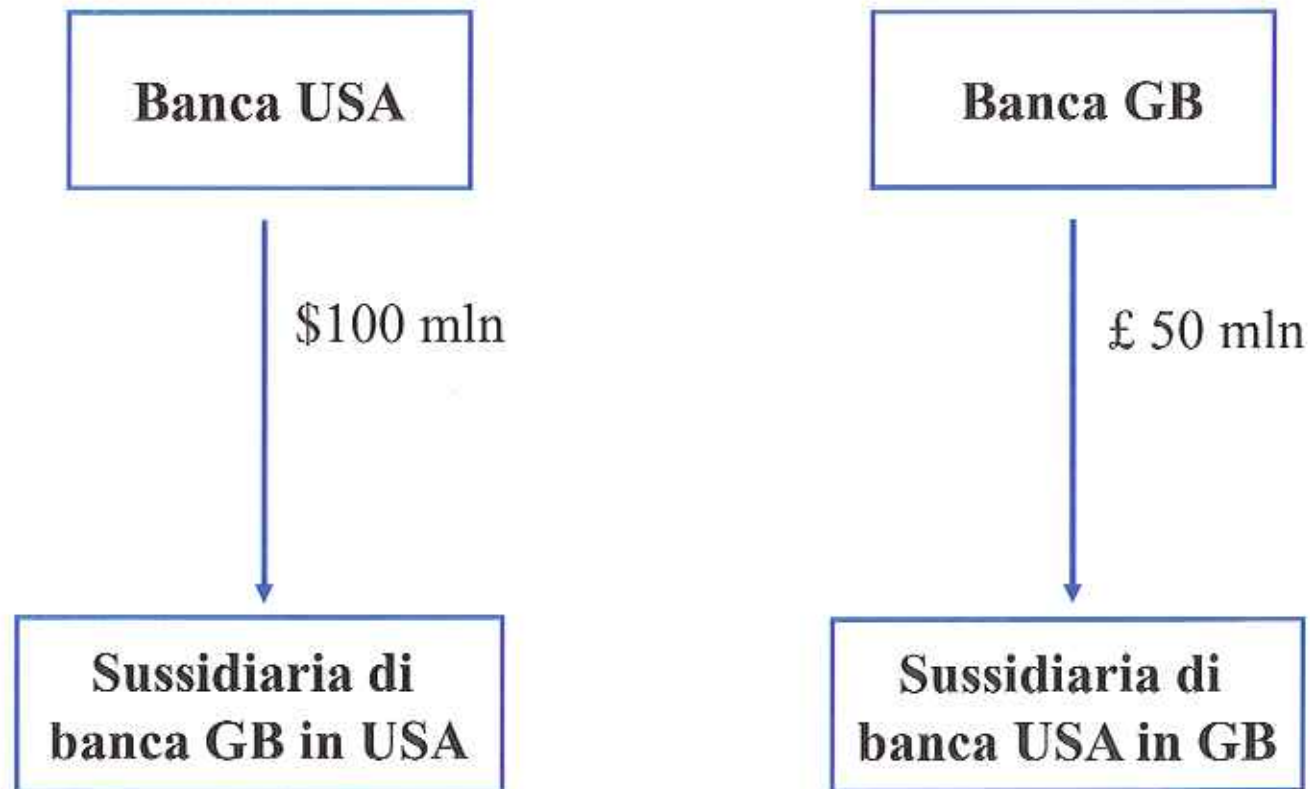 Banca USA
Banca GB
$100 mln
£ 50 mln
Sussidiaria di
banca GB in USA
Sussidiaria di
banca USA in GB